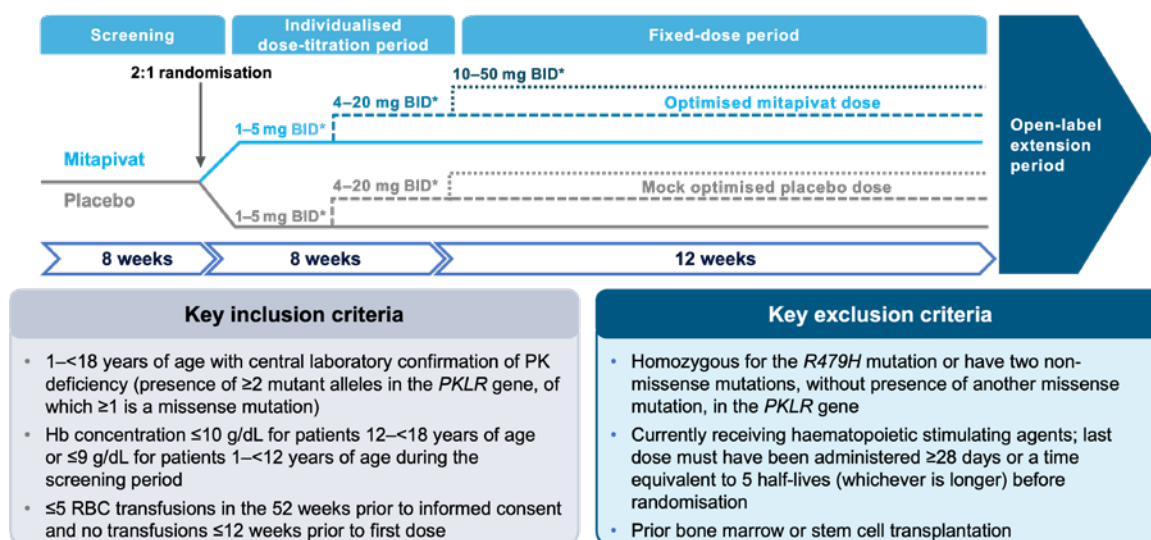 Screening
Individualised
dose-titration period
Fixed-dose period
2:1 randomisation
10–50 mg BID*
4–20 mg BID*
Optimised mitapivat dose
1–5 mg BID*
Mitapivat
Placebo
4–20 mg BID*
Mock optimised placebo dose
1–5 mg BID*
Open-label
extension
period
8 weeks
8 weeks
12 weeks
Key inclusion criteria
• 1–<18 years of age with central laboratory confirmation of PK
deficiency (presence of ≥2 mutant alleles in the PKLR gene, of
which ≥1 is a missense mutation)
• Hb concentration ≤10 g/dL for patients 12–<18 years of age
or ≤9 g/dL for patients 1–<12 years of age during the
screening period
• ≤5 RBC transfusions in the 52 weeks prior to informed consent
and no transfusions ≤12 weeks prior to first dose
Key exclusion criteria
• Homozygous for the R479H mutation or have two non-
missense mutations, without presence of another missense
mutation, in the PKLR gene
• Currently receiving haematopoietic stimulating agents; last
dose must have been administered ≥28 days or a time
equivalent to 5 half-lives (whichever is longer) before
randomisation
• Prior bone marrow or stem cell transplantation